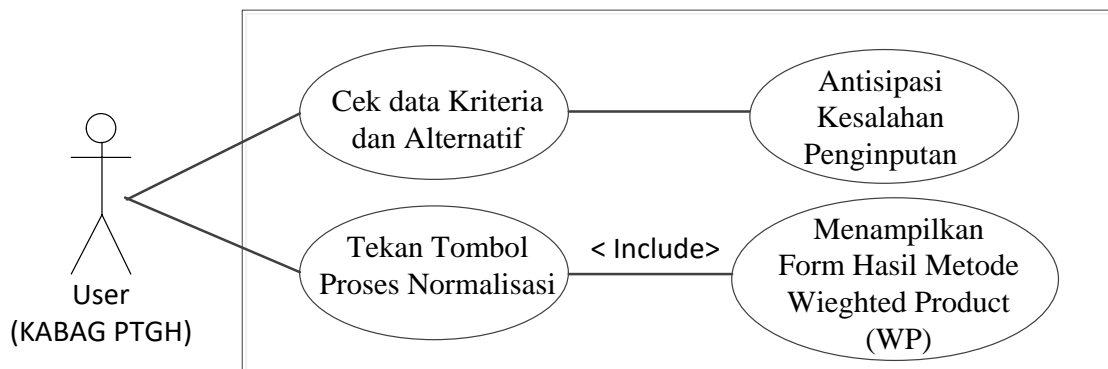 Cek data Kriteria
dan Alternatif
Antisipasi
Kesalahan
Penginputan
Tekan Tombol
Proses Normalisasi
< Include>
Menampilkan
Form Hasil Metode
Wieghted Product
(WP)
User
(KABAG PTGH)